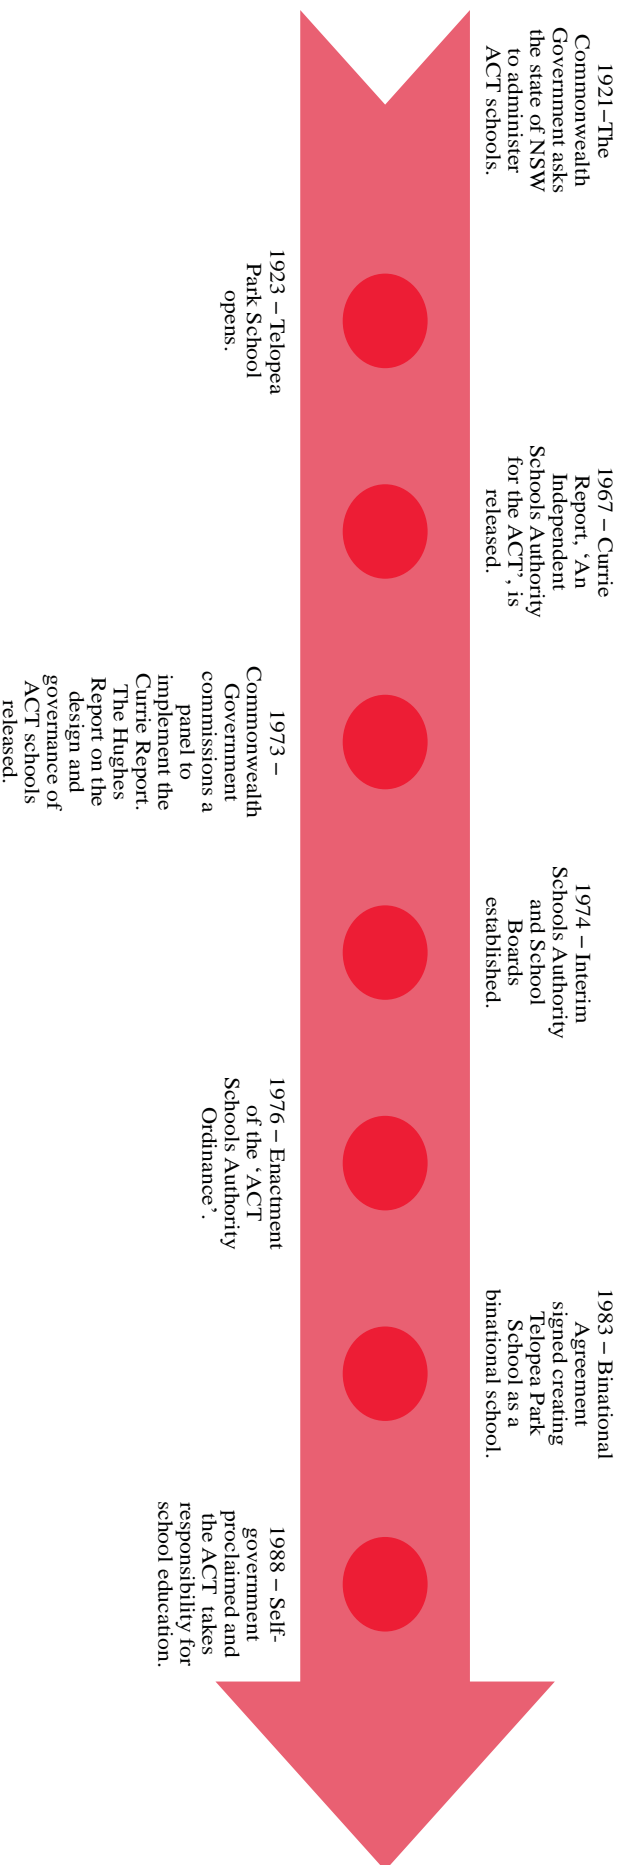 1921–The
Commonwealth
Government asks
the state of NSW
to administer
ACT schools.
1923 – Telopea
Park School
opens.
1967 – Currie
Report, ‘An
Independent
Schools Authority
for the ACT’, is
released.
1973 –
Commonwealth
Government
commissions a
panel to
implement the
Currie Report.
The Hughes
Report on the
design and
governance of
ACT schools
released.
1974 – Interim
Schools Authority
and School
Boards
established.
1976 – Enactment
of the ‘ACT
Schools Authority
Ordinance’.
1983 – Binational
Agreement
signed creating
Telopea Park
School as a
binational school.
1988 – Self-
government
proclaimed and
the ACT takes
responsibility for
school education.